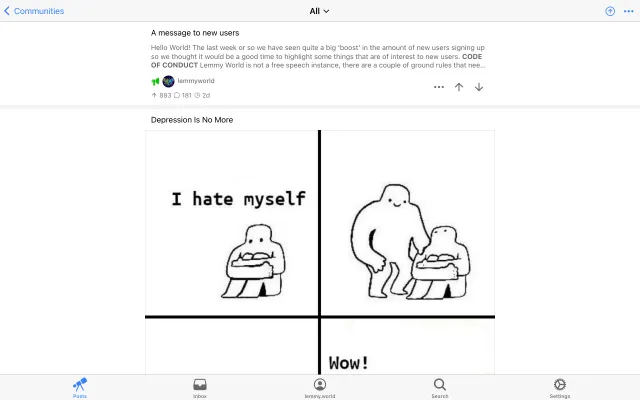 Communities
All
A message to new users
Hello World! The last week or so we have seen quite a big 'boost' in the amount of new users signing up
so we thought it would be a good time to highlight some things that are of interest to new users. CODE
OF CONDUCT Lemmy World is not a free speech instance, there are a couple of ground rules that nee...
lemmyworld
883 181 2d
Depression Is No More
I hate myself
Wow!
Posts
Inbox
lemmy.world
Search
Settings